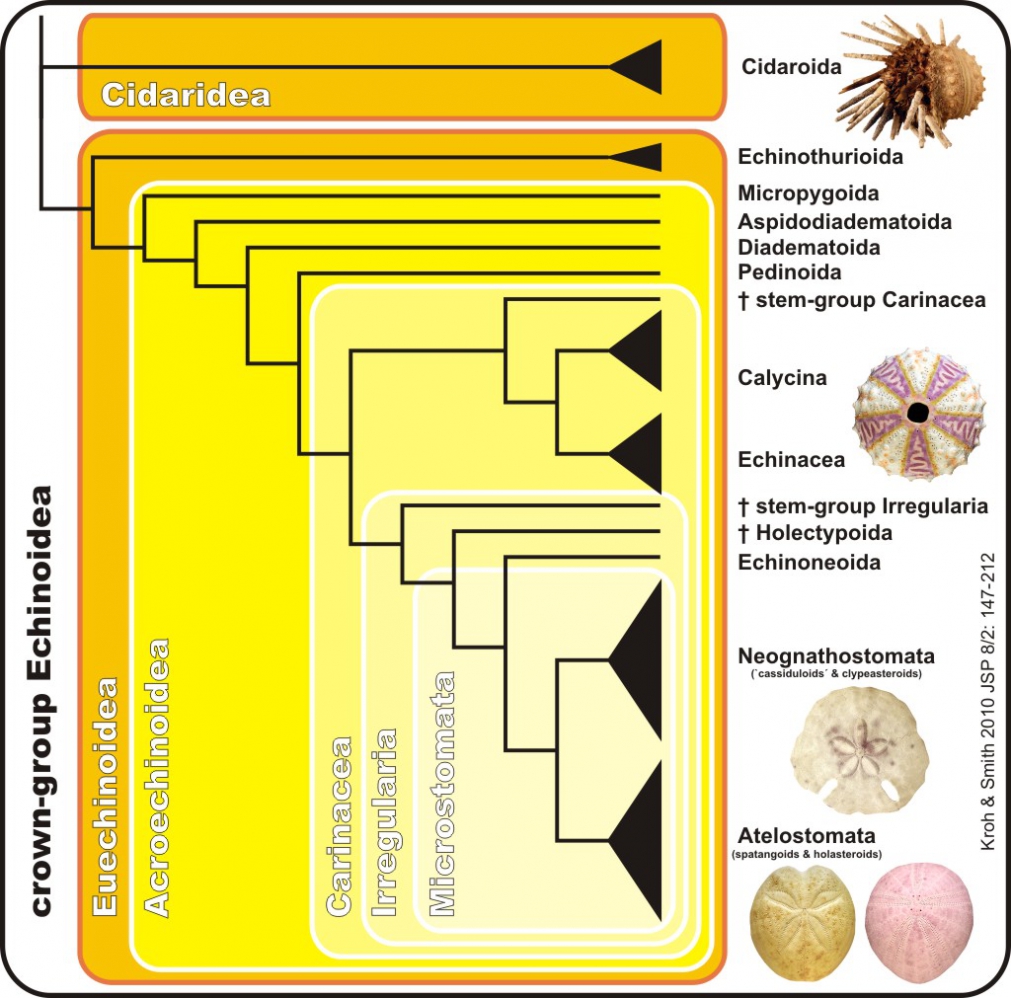 Cidaridea
Cidaroida
Echinothurioida
Micropygoida
Aspidodiadematoida
Diadematoida
Pedinoida
† stem-group Carinacea
Calycina
Echinacea
† stem-group Irregularia
† Holectypoida
Echinoneoida
Neognathostomata
(`cassiduloids´ & clypeasteroids)
Atelostomata
(spatangoids & holasteroids)
crown-group Echinoidea
Euechinoidea
Acroechinoidea
Carinacea
Irregularia
Microstomata
Kroh & Smith 2010 JSP 8/2: 147-212